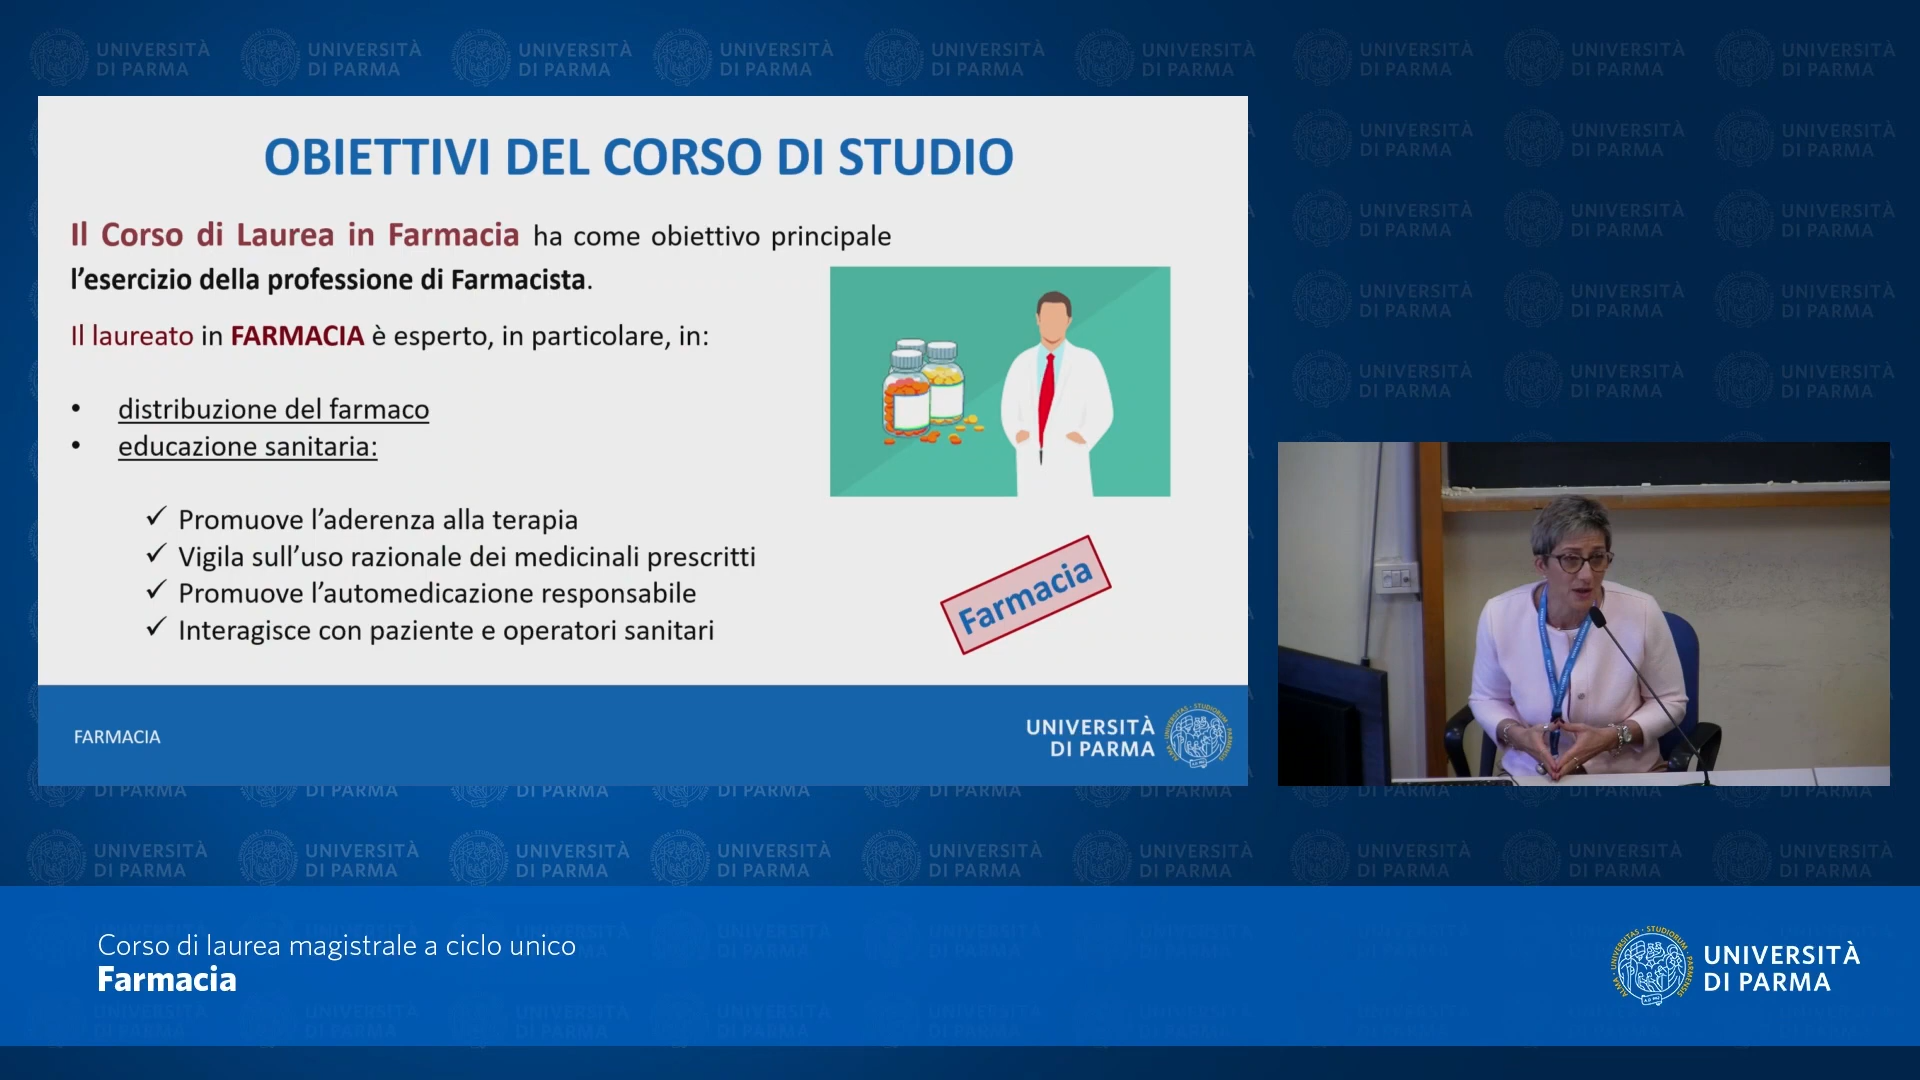 OBIETTIVI DEL CORSO DI STUDIO
Il Corso di Laurea in Farmacia ha come obiettivo principale
l’esercizio della professione di Farmacista.
Il laureato in FARMACIA è esperto, in particolare, in:
• distribuzione del farmaco
• educazione sanitaria:
✓ Promuove l’aderenza alla terapia
✓ Vigila sull’uso razionale dei medicinali prescritti
✓ Promuove l’automedicazione responsabile
✓ Interagisce con paziente e operatori sanitari
Farmacia
FARMACIA
UNIVERSITÀ
DI PARMA
Corso di laurea magistrale a ciclo unico
Farmacia
UNIVERSITÀ
DI PARMA